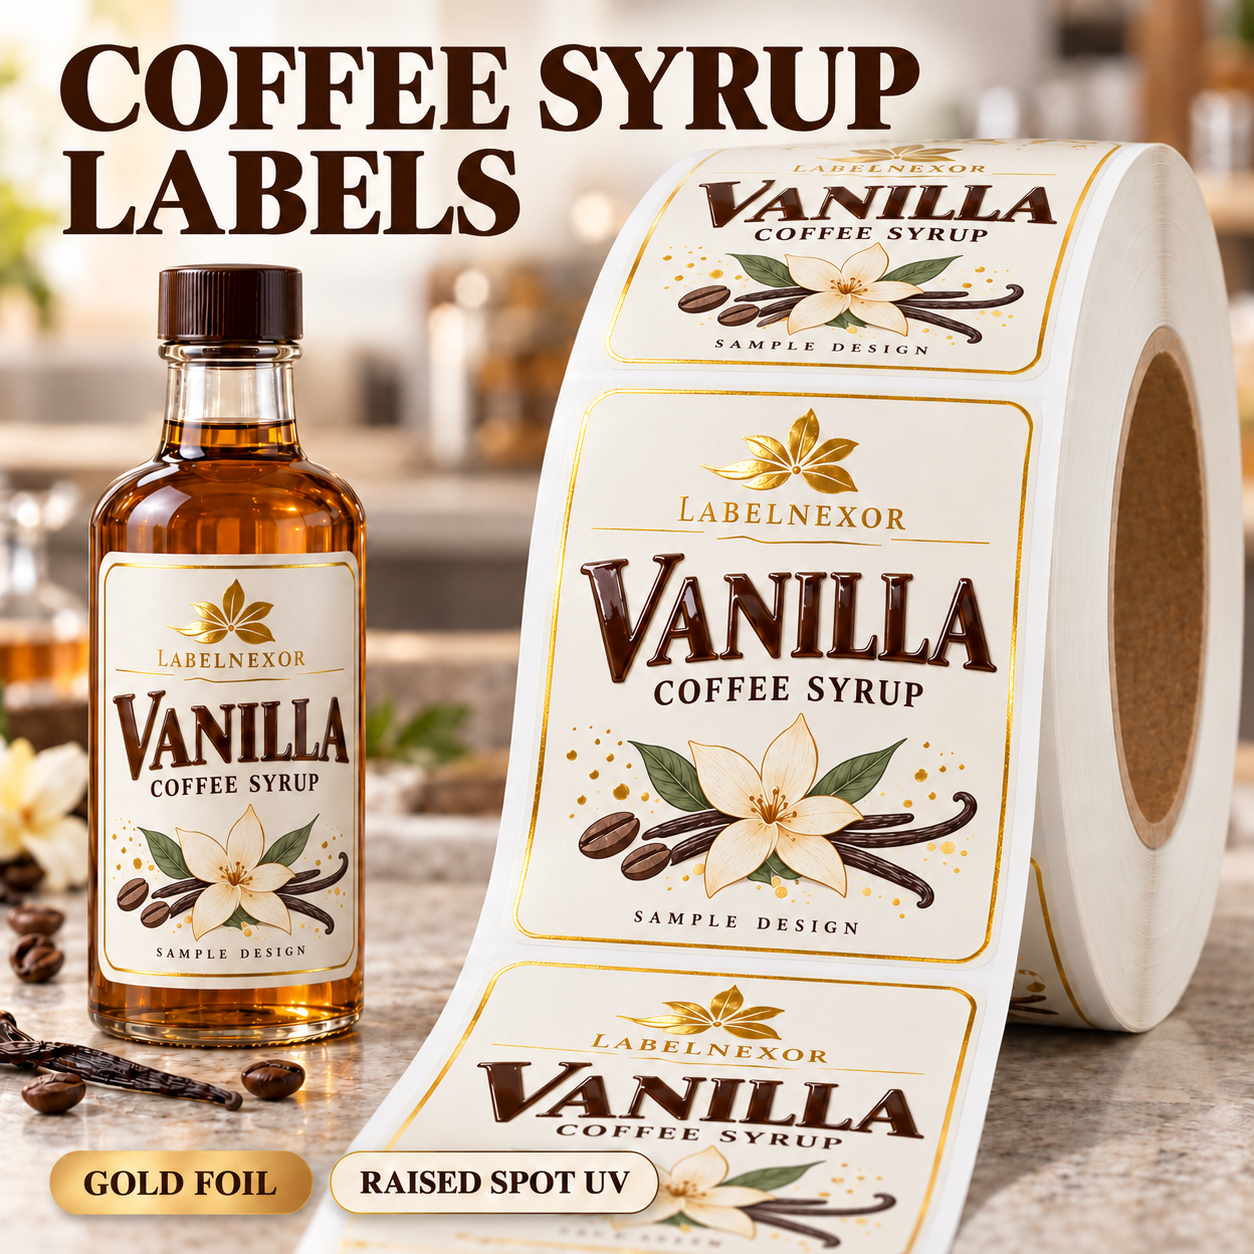 COFFEE SYRUP
LABELS
LABELNEXOR
VANILLA
COFFEE SYRUP
SAMPLE DESIGN
LABELNEXOR
VANILLA
COFFEE SYRUP
SAMPLE DESIGN
LABELNEXOR
VANILLA
COFFEE SYRUP
SAMPLE DESIGN
LABELNEXOR
VANILLA
COFFEE SYRUP
GOLD FOIL
RAISED SPOT UV